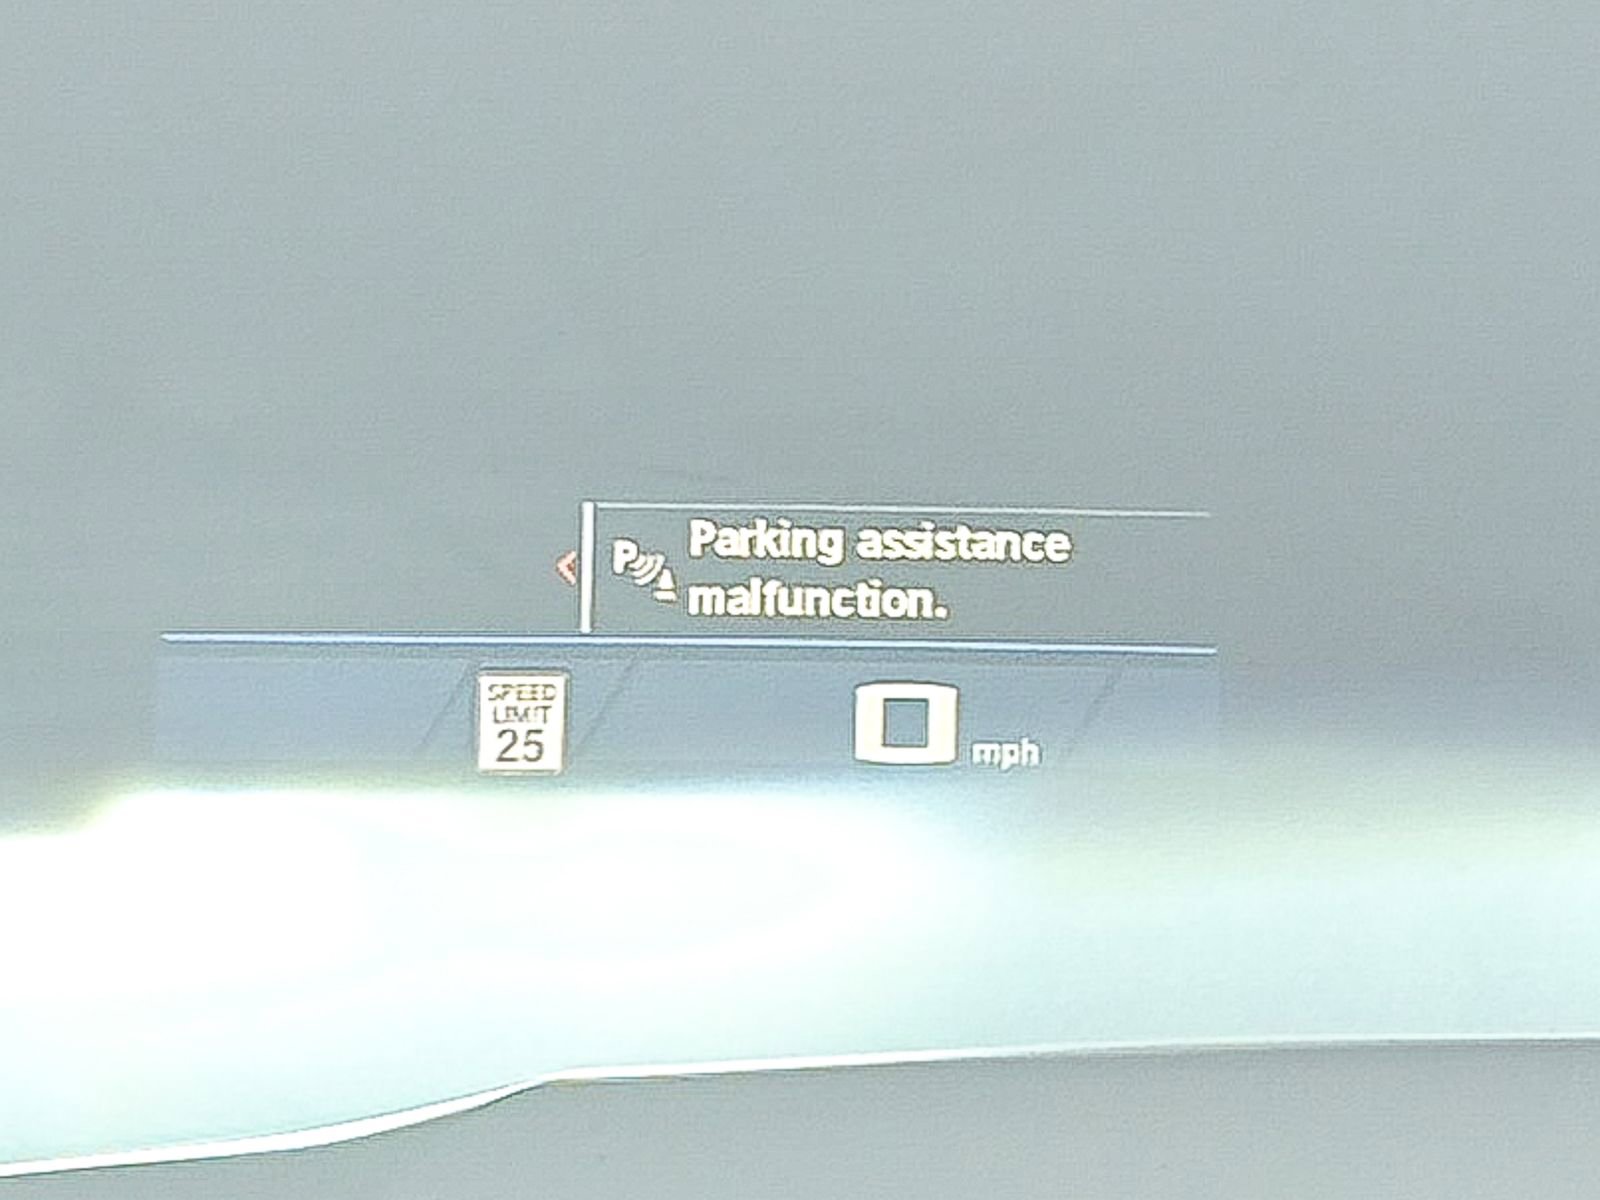 P
Parking assistance
malfunction.
SPEED
LIMIT
25
0 mph